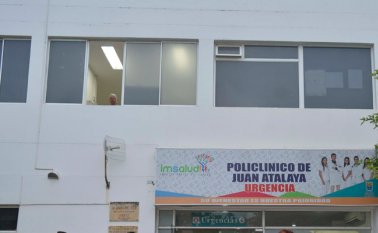 imsalud
POLICLINICO DE
JUAN ATALAYA
URGENCIA
SU BIENESTAR ES NUESTRA PRIORIDAD
Urgencias